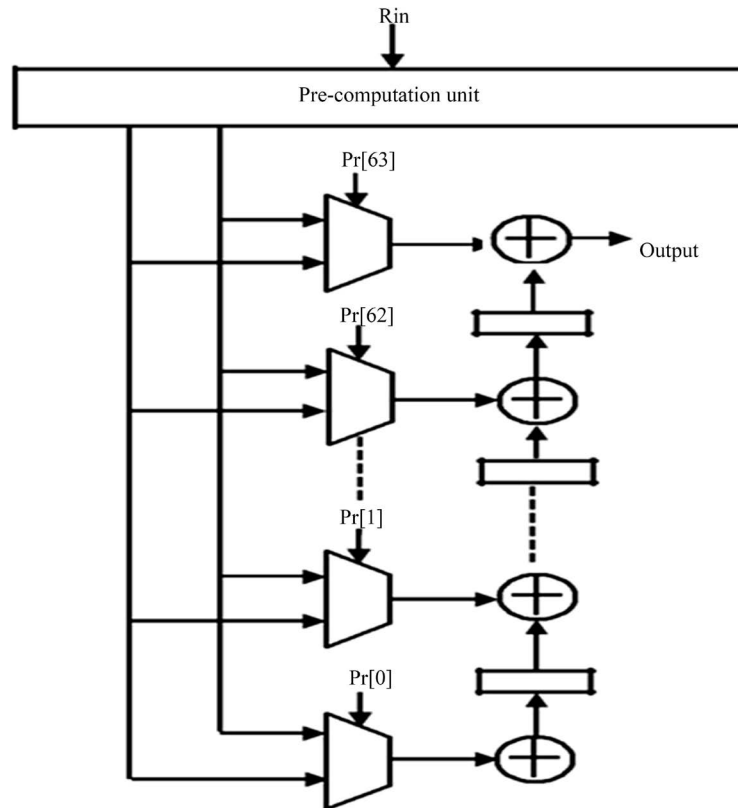 Rin
Pre-computation unit
Pr[63]
Output
Pr[62]
Pr[1]
Pr[0]